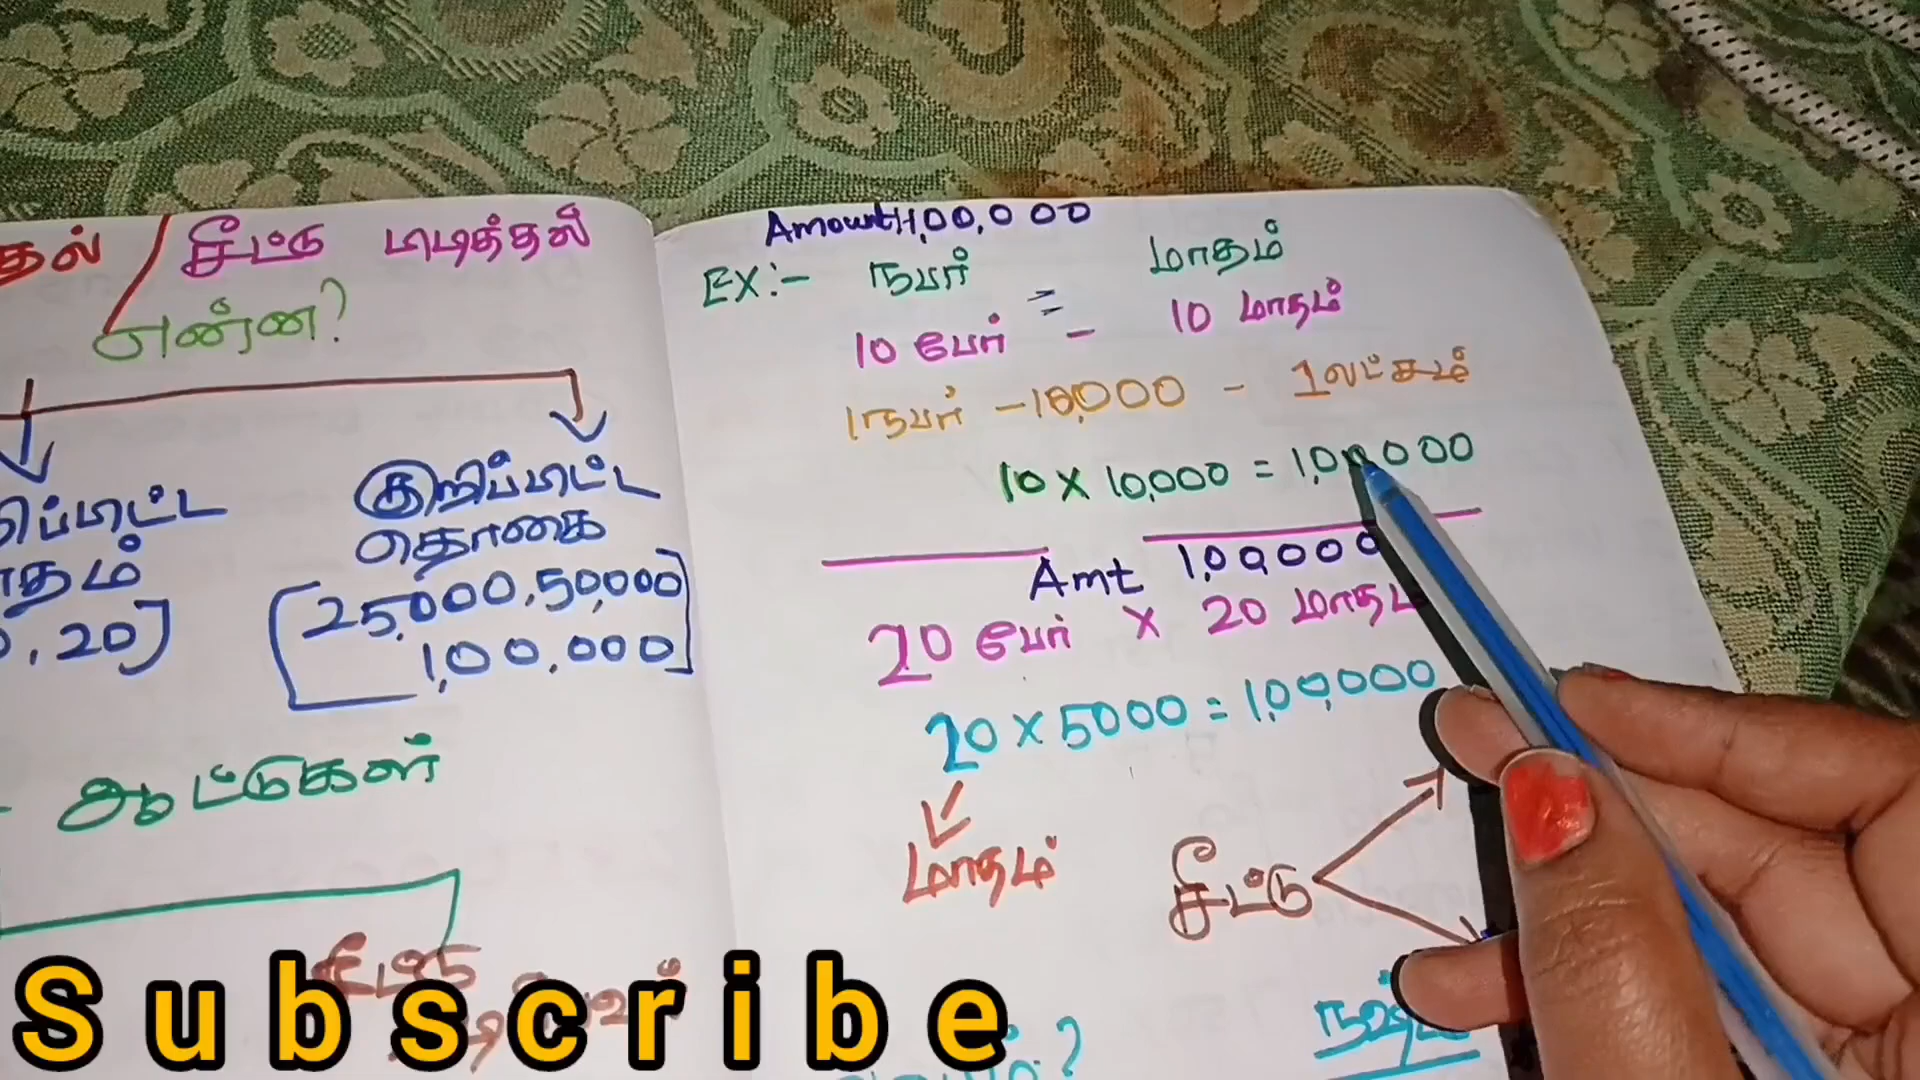 தல் / சீட்டு பிடித்தல்
என்ன?
குறிப்பிட்ட
தொகை
[25,000, 50,000
1,00,000]
, 20]
ஆட்டுகள்
Amount 1,00,000
EX:- நபர் = மாதம்
10 பேர் - 10 மாதம்
1 நபர் - 10,000 - 1 லட்சம்
10 x 10,000 = 1,00,000
Amt 1,00,000
20 பேர் x 20 மாதம்
20 x 5000 = 1,00,000
மாதம்
சீட்டு
Subscribe